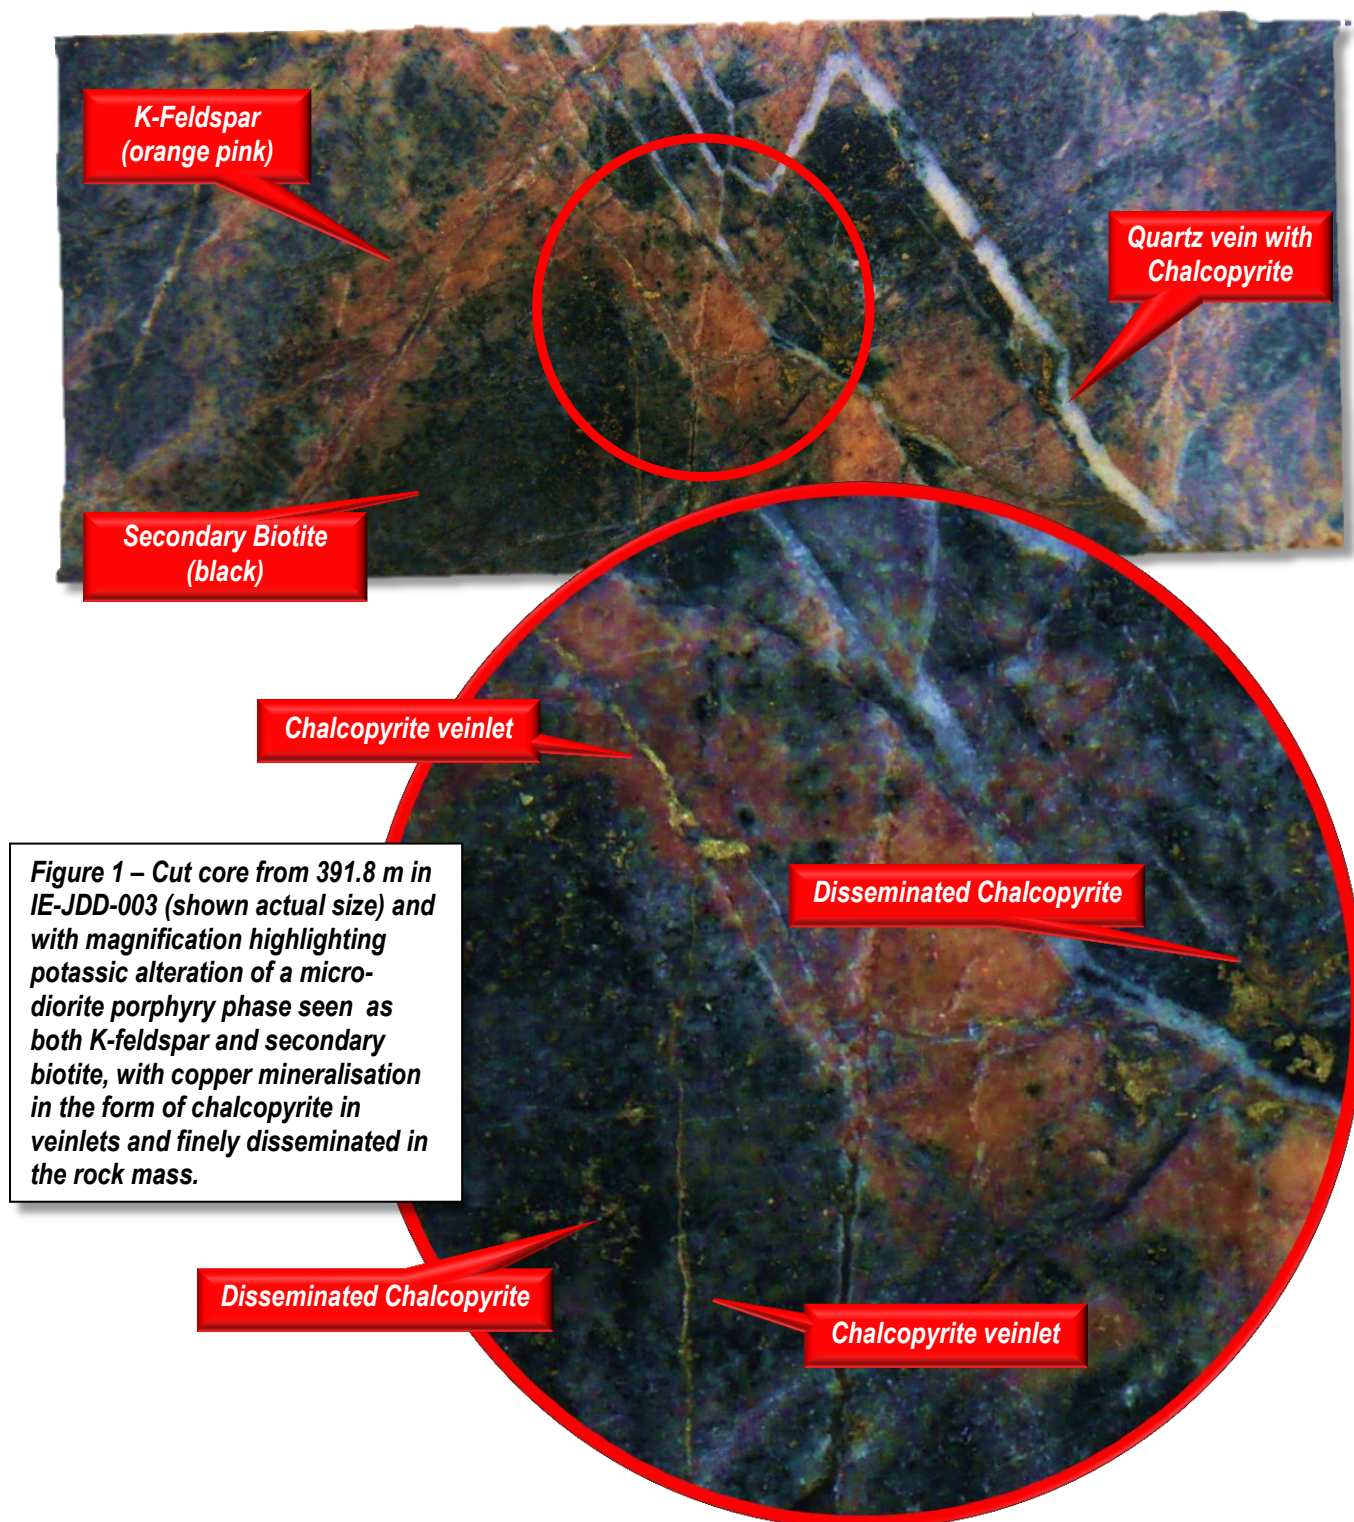 K-Feldspar
(orange pink)
Quartz vein with
Chalcopyrite
Secondary Biotite
(black)
Chalcopyrite veinlet
Disseminated Chalcopyrite
Figure 1 – Cut core from 391.8 m in
IE-JDD-003 (shown actual size) and
with magnification highlighting
potassic alteration of a micro-
diorite porphyry phase seen as
both K-feldspar and secondary
biotite, with copper mineralisation
in the form of chalcopyrite in
veinlets and finely disseminated in
the rock mass.
Disseminated Chalcopyrite
Chalcopyrite veinlet